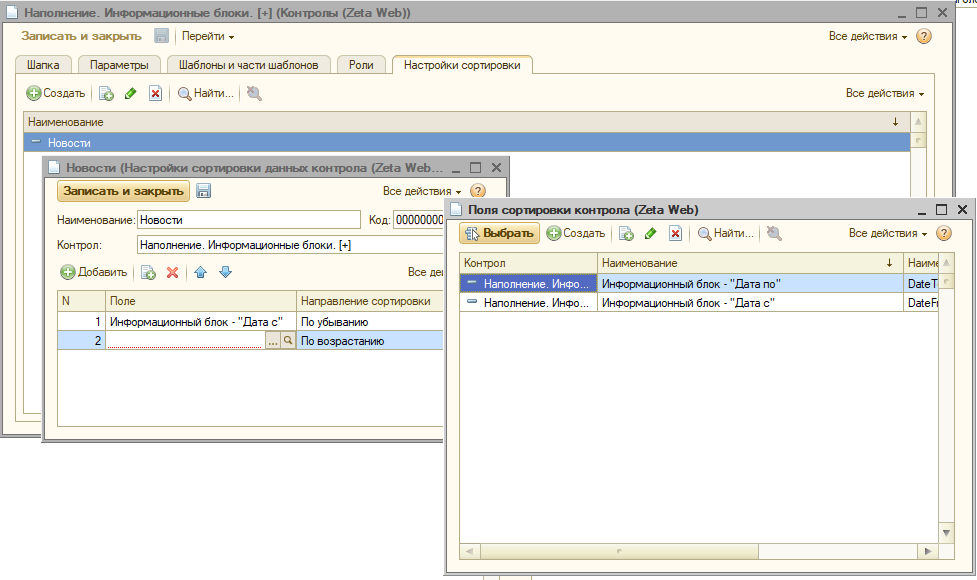 Наполнение. Информационные блоки. [+] (Контролы (Zeta Web))
Записать и закрыть Перейти Все действия
Шапка Параметры Шаблоны и части шаблонов Роли Настройки сортировки
Создать Найти... Все действия
Наименование
Новости
Новости (Настройки сортировки данных контрола (Zeta Web...
Записать и закрыть Все действия
Наименование: Новости Код: 00000000
Контрол: Наполнение. Информационные блоки. [+]
Добавить Все дей
N Поле Направление сортировки
1 Информационный блок - "Дата с" По убыванию
2 ... По возрастанию
Поля сортировки контрола (Zeta Web)
Выбрать Создать Найти... Все действия
Контрол Наименование Наиме
Наполнение. Инфо... Информационный блок - "Дата по" DateT
Наполнение. Инфо... Информационный блок - "Дата с" DateFr